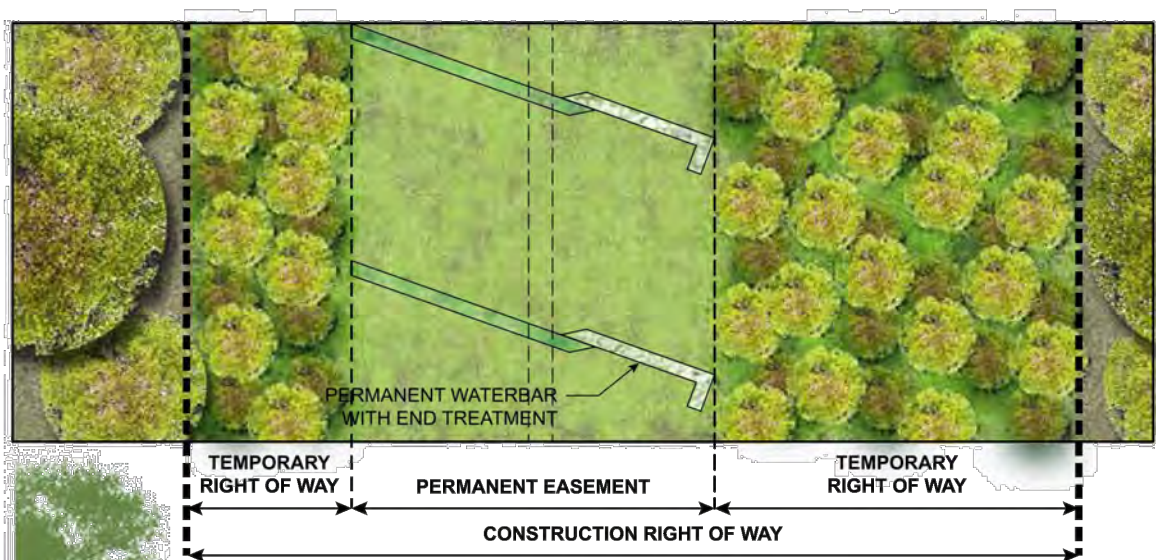 PERMANENT WATERBAR
WITH END TREATMENT
TEMPORARY
RIGHT OF WAY
PERMANENT EASEMENT
TEMPORARY
RIGHT OF WAY
CONSTRUCTION RIGHT OF WAY